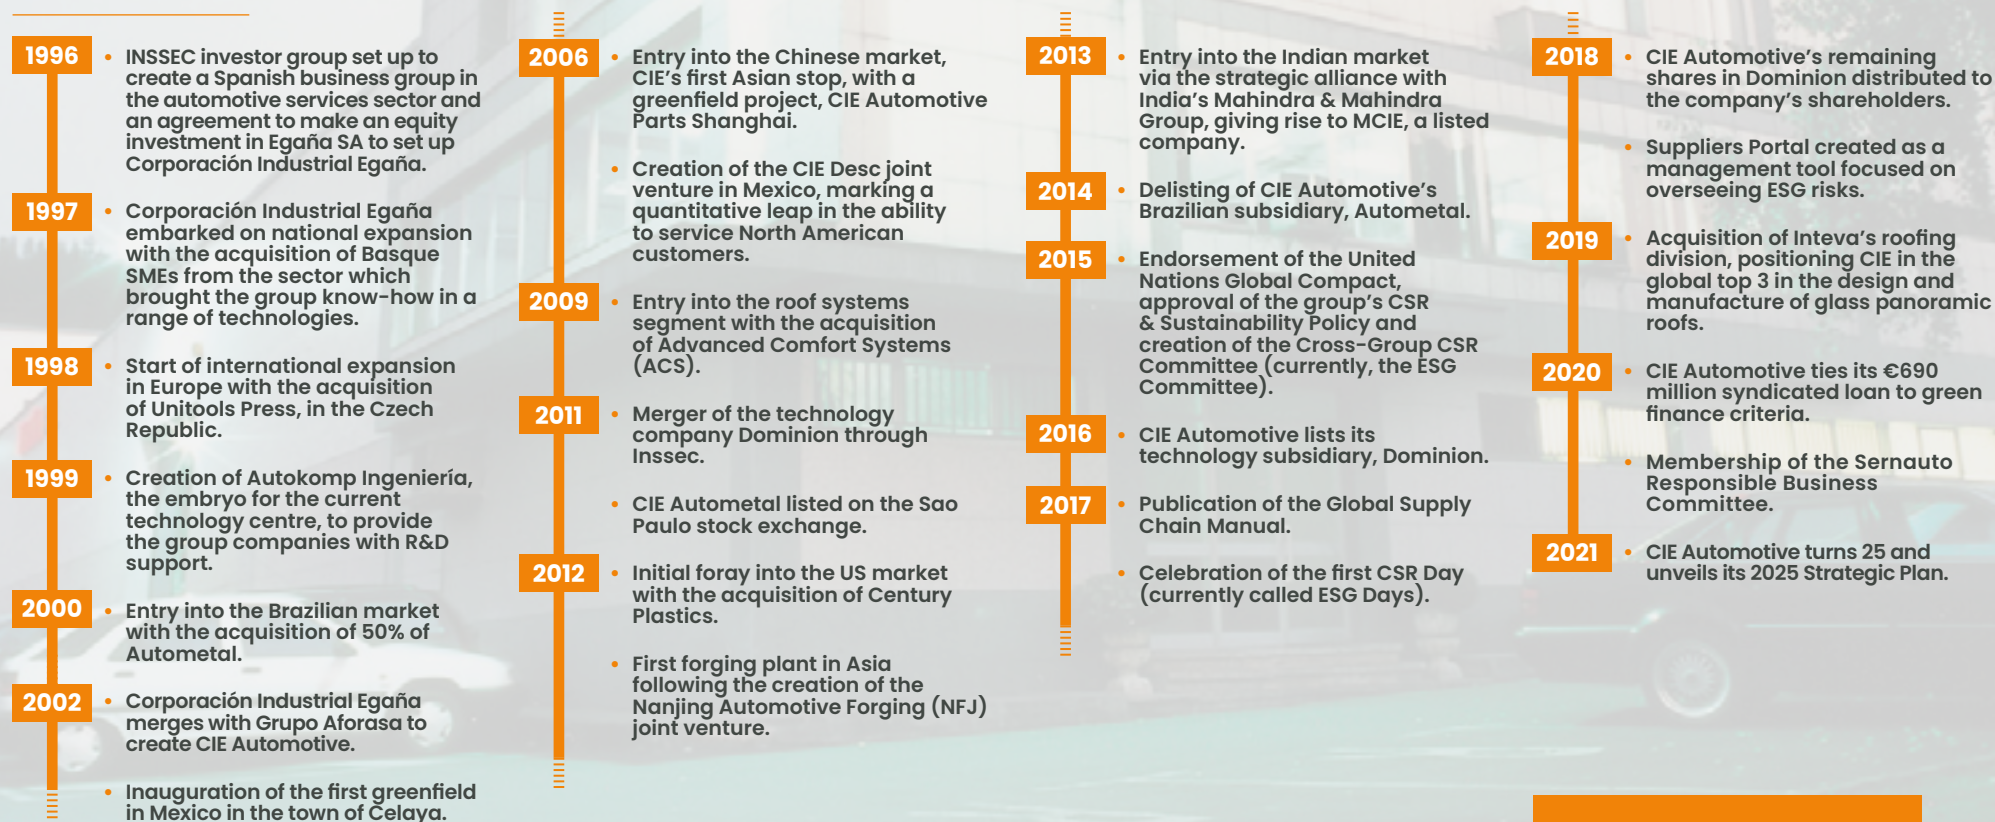 1996
INSSEC investor group set up to
create a Spanish business group in
the automotive services sector and
an agreement to make an equity
investment in Egaña SA to set up
Corporación Industrial Egaña.
1997
Corporación Industrial Egaña
embarked on national expansion
with the acquisition of Basque
SMEs from the sector which
brought the group know-how in a
range of technologies.
1998
Start of international expansion
in Europe with the acquisition
of Unitools Press, in the Czech
Republic.
1999
Creation of Autokomp Ingeniería,
the embryo for the current
technology centre, to provide
the group companies with R&D
support.
2000
Entry into the Brazilian market
with the acquisition of 50% of
Autometal.
2002
Corporación Industrial Egaña
merges with Grupo Aforasa to
create CIE Automotive.
Inauguration of the first greenfield
in Mexico in the town of Celaya.
2006
Entry into the Chinese market,
CIE's first Asian stop, with a
greenfield project, CIE Automotive
Parts Shanghai.
Creation of the CIE Desc joint
venture in Mexico, marking a
quantitative leap in the ability
to service North American
customers.
2009
Entry into the roof systems
segment with the acquisition
of Advanced Comfort Systems
(ACS).
2011
Merger of the technology
company Dominion through
Inssec.
CIE Autometal listed on the Sao
Paulo stock exchange.
2012
Initial foray into the US market
with the acquisition of Century
Plastics.
First forging plant in Asia
following the creation of the
Nanjing Automotive Forging (NFJ)
joint venture.
2013
Entry into the Indian market
via the strategic alliance with
India's Mahindra & Mahindra
Group, giving rise to MCIE, a listed
company.
2014
Delisting of CIE Automotive's
Brazilian subsidiary, Autometal.
2015
Endorsement of the United
Nations Global Compact,
approval of the group's CSR
& Sustainability Policy and
creation of the Cross-Group CSR
Committee (currently, the ESG
Committee).
2016
CIE Automotive lists its
technology subsidiary, Dominion.
2017
Publication of the Global Supply
Chain Manual.
Celebration of the first CSR Day
(currently called ESG Days).
2018
CIE Automotive's remaining
shares in Dominion distributed to
the company's shareholders.
Suppliers Portal created as a
management tool focused on
overseeing ESG risks.
2019
Acquisition of Inteva's roofing
division, positioning CIE in the
global top 3 in the design and
manufacture of glass panoramic
roofs.
2020
CIE Automotive ties its €690
million syndicated loan to green
finance criteria.
Membership of the Sernauto
Responsible Business
Committee.
2021
CIE Automotive turns 25 and
unveils its 2025 Strategic Plan.